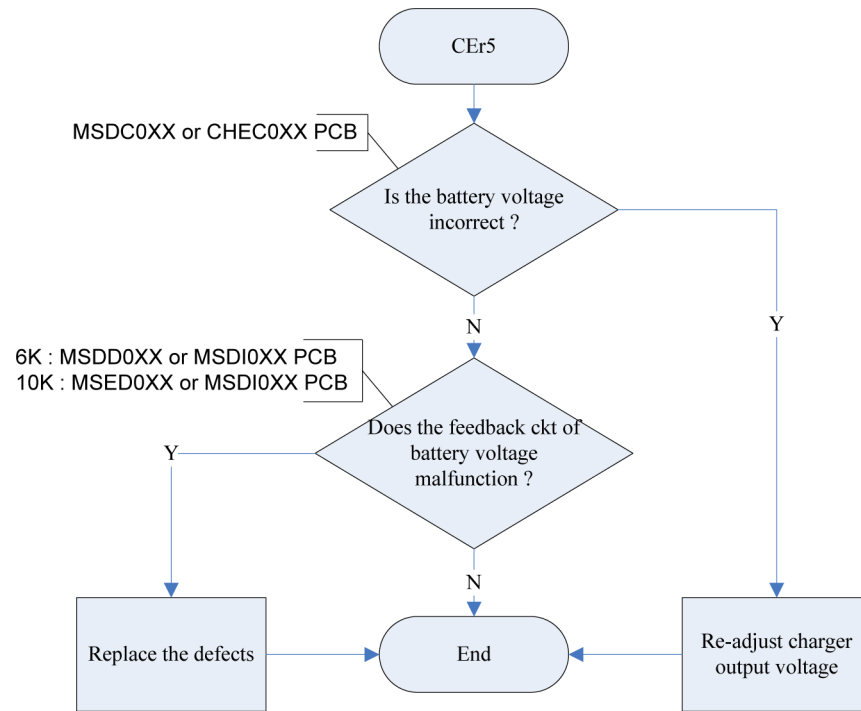 CEr5
MSDC0XX or CHEC0XX PCB
Is the battery voltage
incorrect ?
N
Y
6K : MSDD0XX or MSDI0XX PCB
10K : MSED0XX or MSDI0XX PCB
Does the feedback ckt of
battery voltage
malfunction ?
Y
N
Replace the defects
End
Re-adjust charger
output voltage